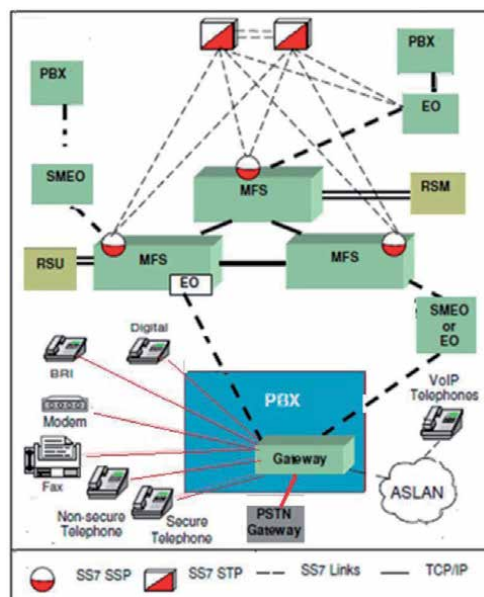 PBX
PBX
EO
SMEO
MFS
RSM
RSU
MFS
MFS
EO
SMEO
or
EO
Digital
BRI
VoIP
Telephones
PBX
Modem
Gateway
Fax
ASLAN
Non-secure
Telephone
Secure
Telephone
PSTN
Gateway
SS7 SSP
SS7 STP
SS7 Links
TCP/IP